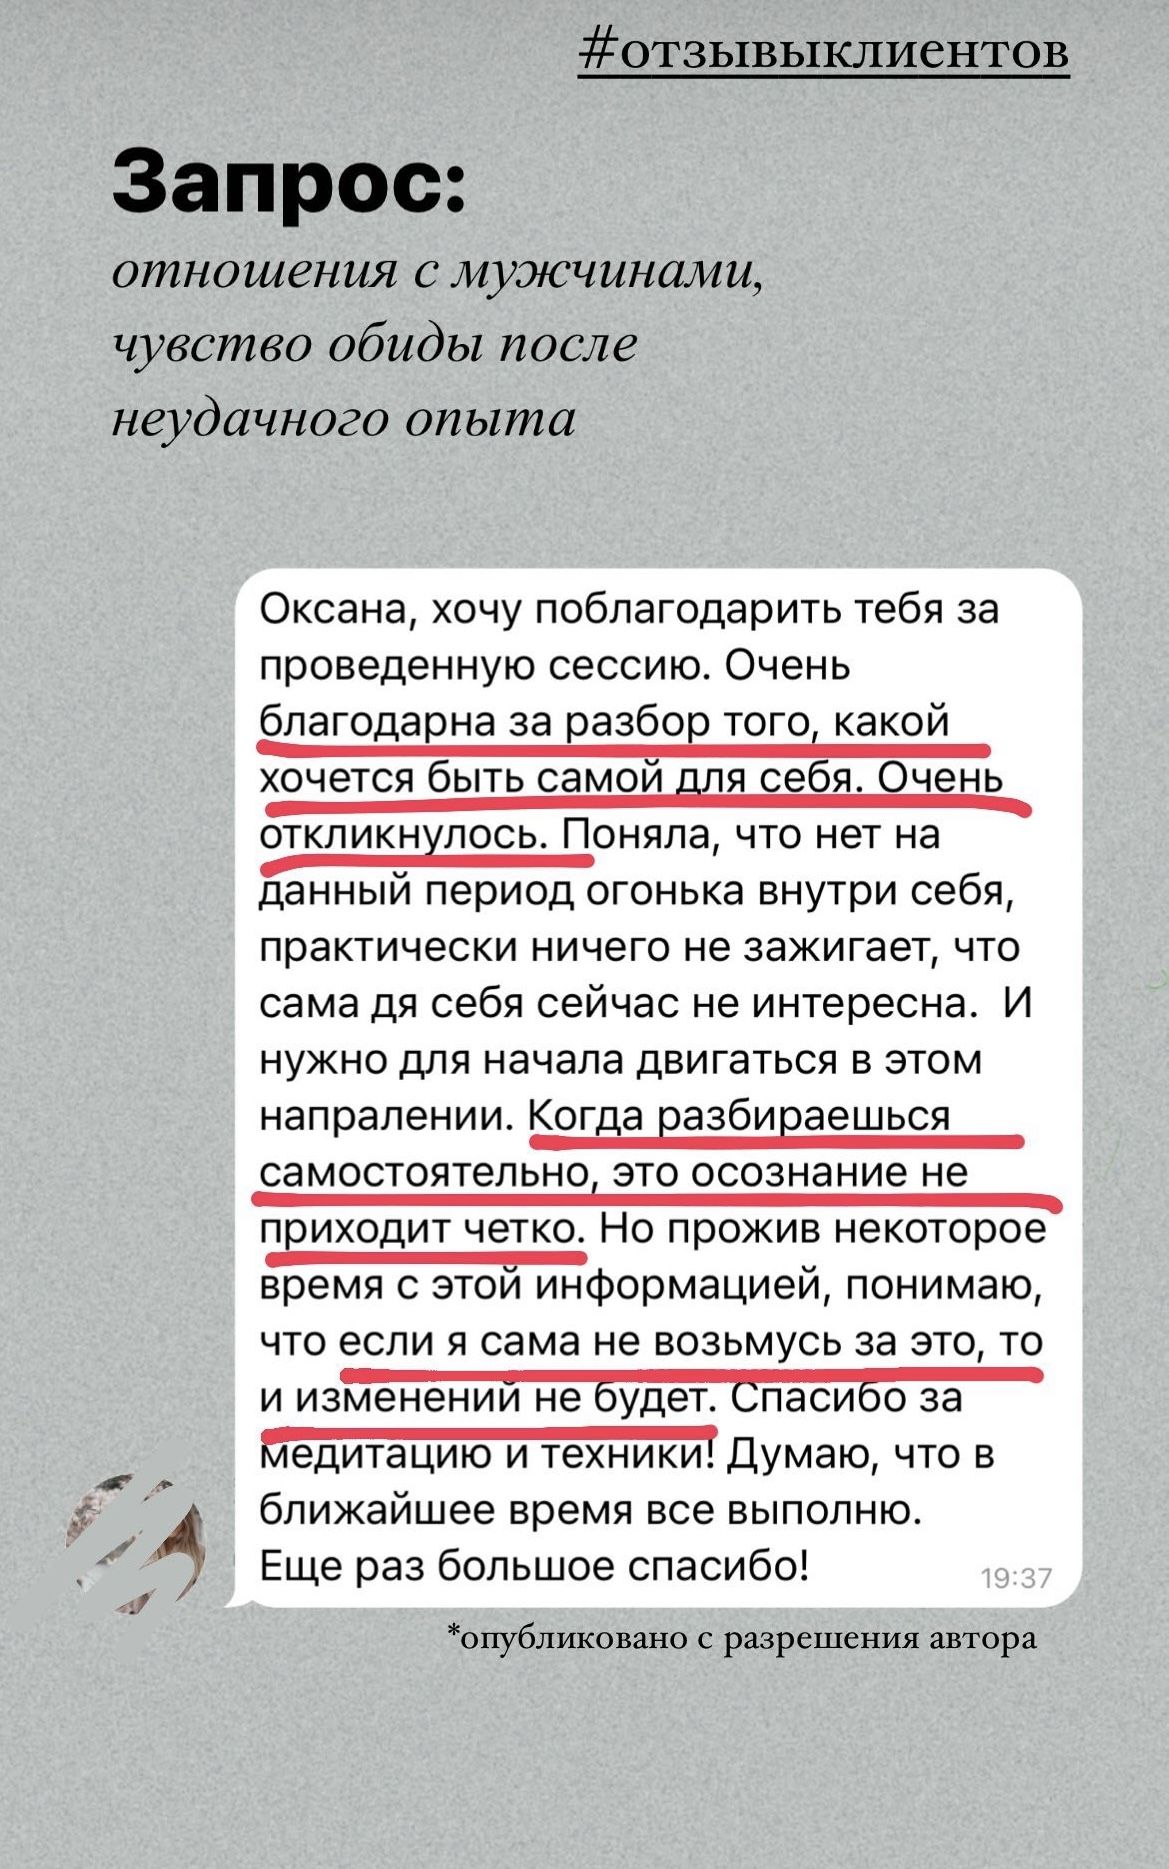 #отзывыклиентов
Запрос:
отношения с мужчинами,
чувство обиды после
неудачного опыта
Оксана, хочу поблагодарить тебя за
проведенную сессию. Очень
благодарна за разбор того, какой
хочется быть самой для себя. Очень
откликнулось. Поняла, что нет на
данный период огонька внутри себя,
практически ничего не зажигает, что
сама дя себя сейчас не интересна.  И
нужно для начала двигаться в этом
напралении. Когда разбираешься
самостоятельно, это осознание не
приходит четко. Но прожив некоторое
время с этой информацией, понимаю,
что если я сама не возьмусь за это, то
и изменений не будет. Спасибо за
медитацию и техники! Думаю, что в
ближайшее время все выполню.
Еще раз большое спасибо!
19:37
*опубликовано с разрешения автора